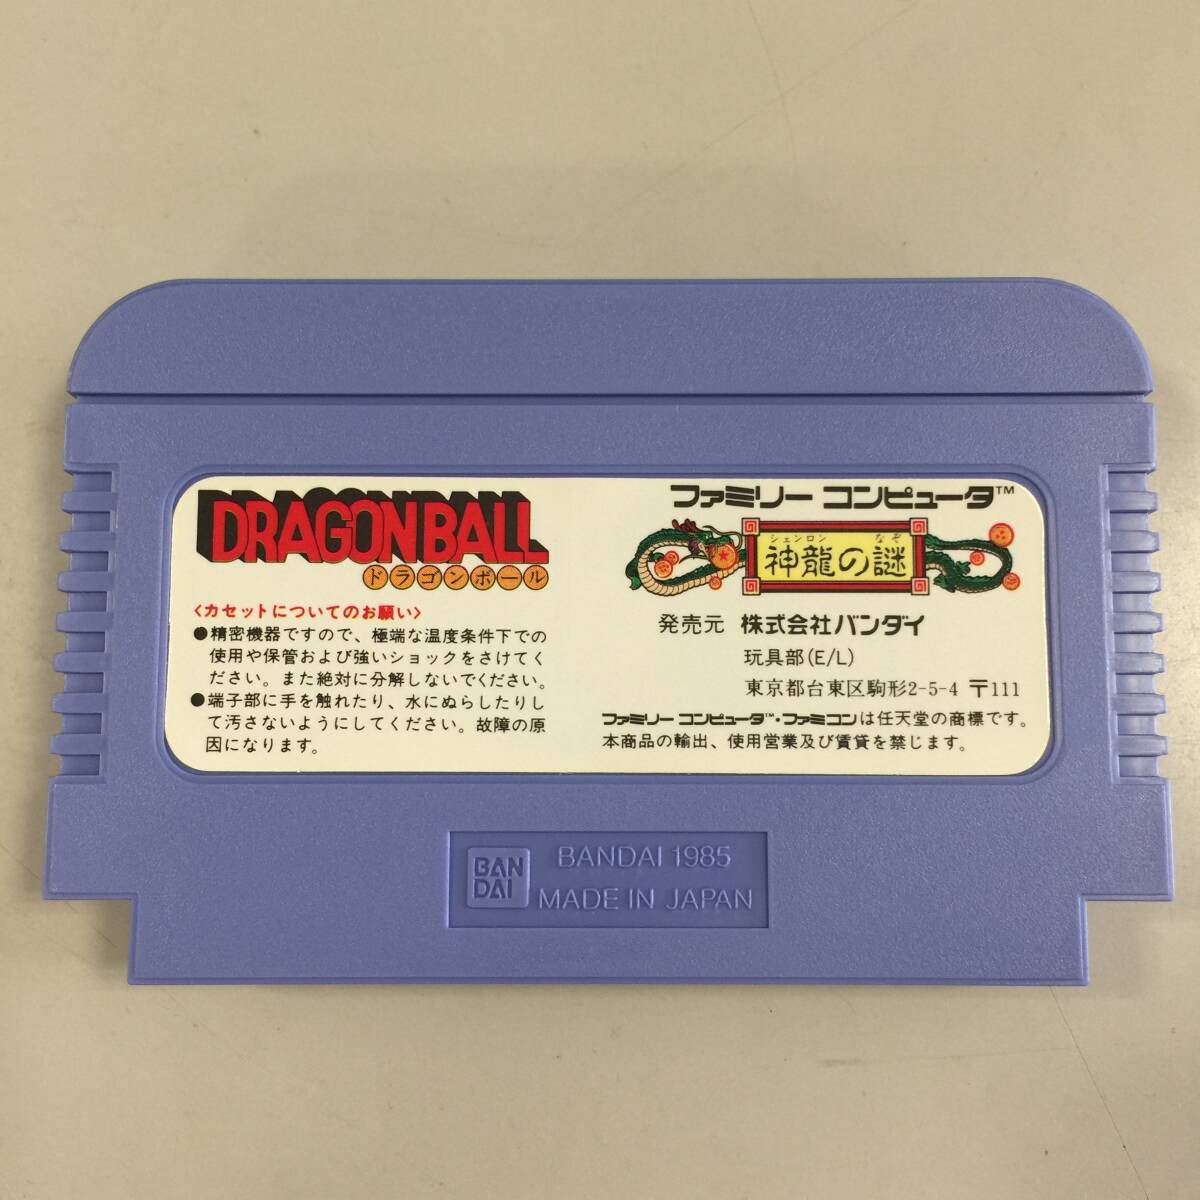 DRAGONBALL
ドラゴンボール
〈カセットについてのお願い〉
●精密機器ですので、極端な温度条件下での
使用や保管および強いショックをさけてく
ださい。また絶対に分解しないでください。
●端子部に手を触れたり、水にぬらしたりし
て汚さないようにしてください。故障の原
因になります。
ファミリー コンピュータ™
シェンロン なぞ
神龍の謎
発売元 株式会社バンダイ
玩具部(E/L)
東京都台東区駒形2-5-4 〒111
ファミリー コンピュータ™・ファミコンは任天堂の商標です。
本商品の輸出、使用営業及び賃貸を禁じます。
BAN
DAI
BANDAI 1985
MADE IN JAPAN